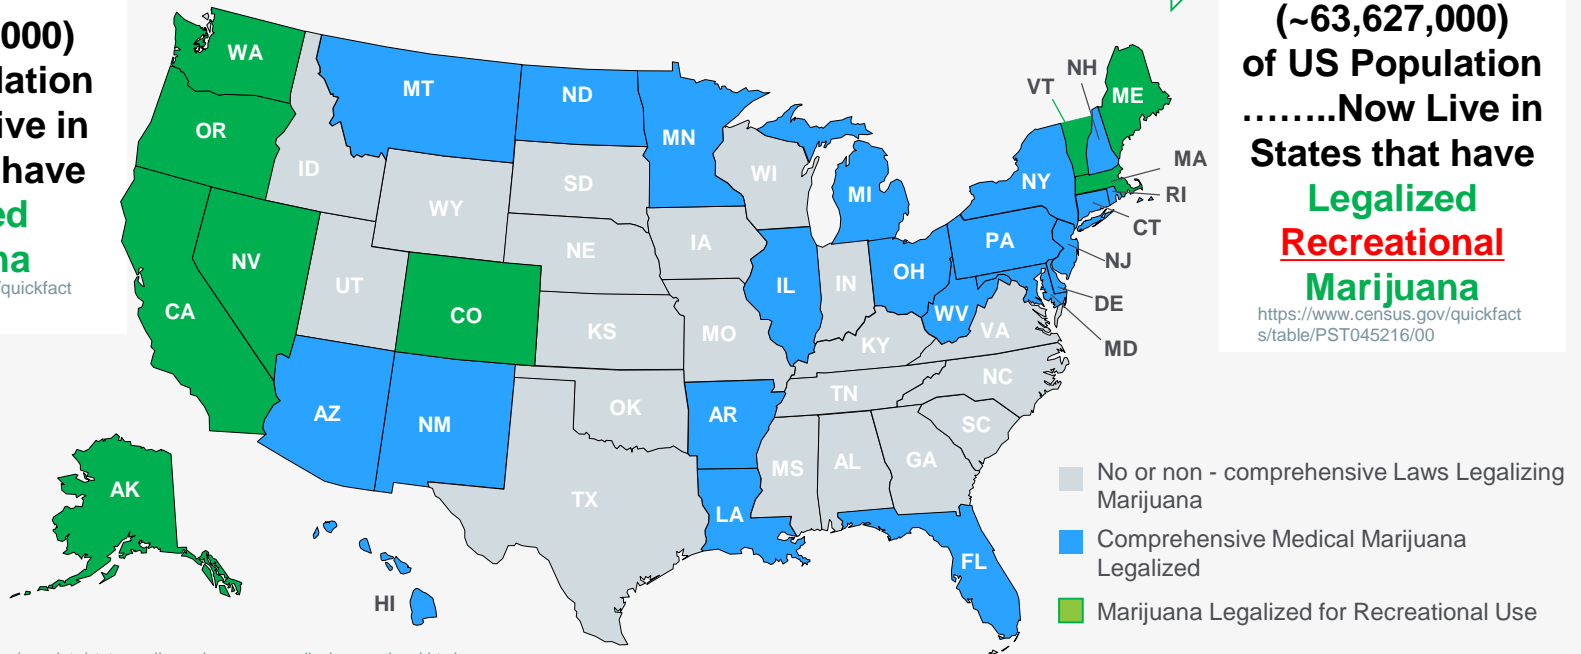 000)
lation
ive in
have
ed
na
/quickfact
(~63,627,000)
of US Population
……..Now Live in
States that have
Legalized
Recreational
Marijuana
https://www.census.gov/quickfact
s/table/PST045216/00
WA
MT
ND
MN
OR
ID
WY
SD
WI
MI
NY
VT
NH
ME
MA
RI
CT
NJ
DE
MD
PA
NV
UT
CO
NE
IA
IL
IN
OH
WV
VA
CA
KS
MO
KY
NC
TN
SC
AZ
NM
OK
AR
MS
AL
GA
TX
LA
FL
AK
HI
No or non - comprehensive Laws Legalizing
Marijuana
Comprehensive Medical Marijuana
Legalized
Marijuana Legalized for Recreational Use